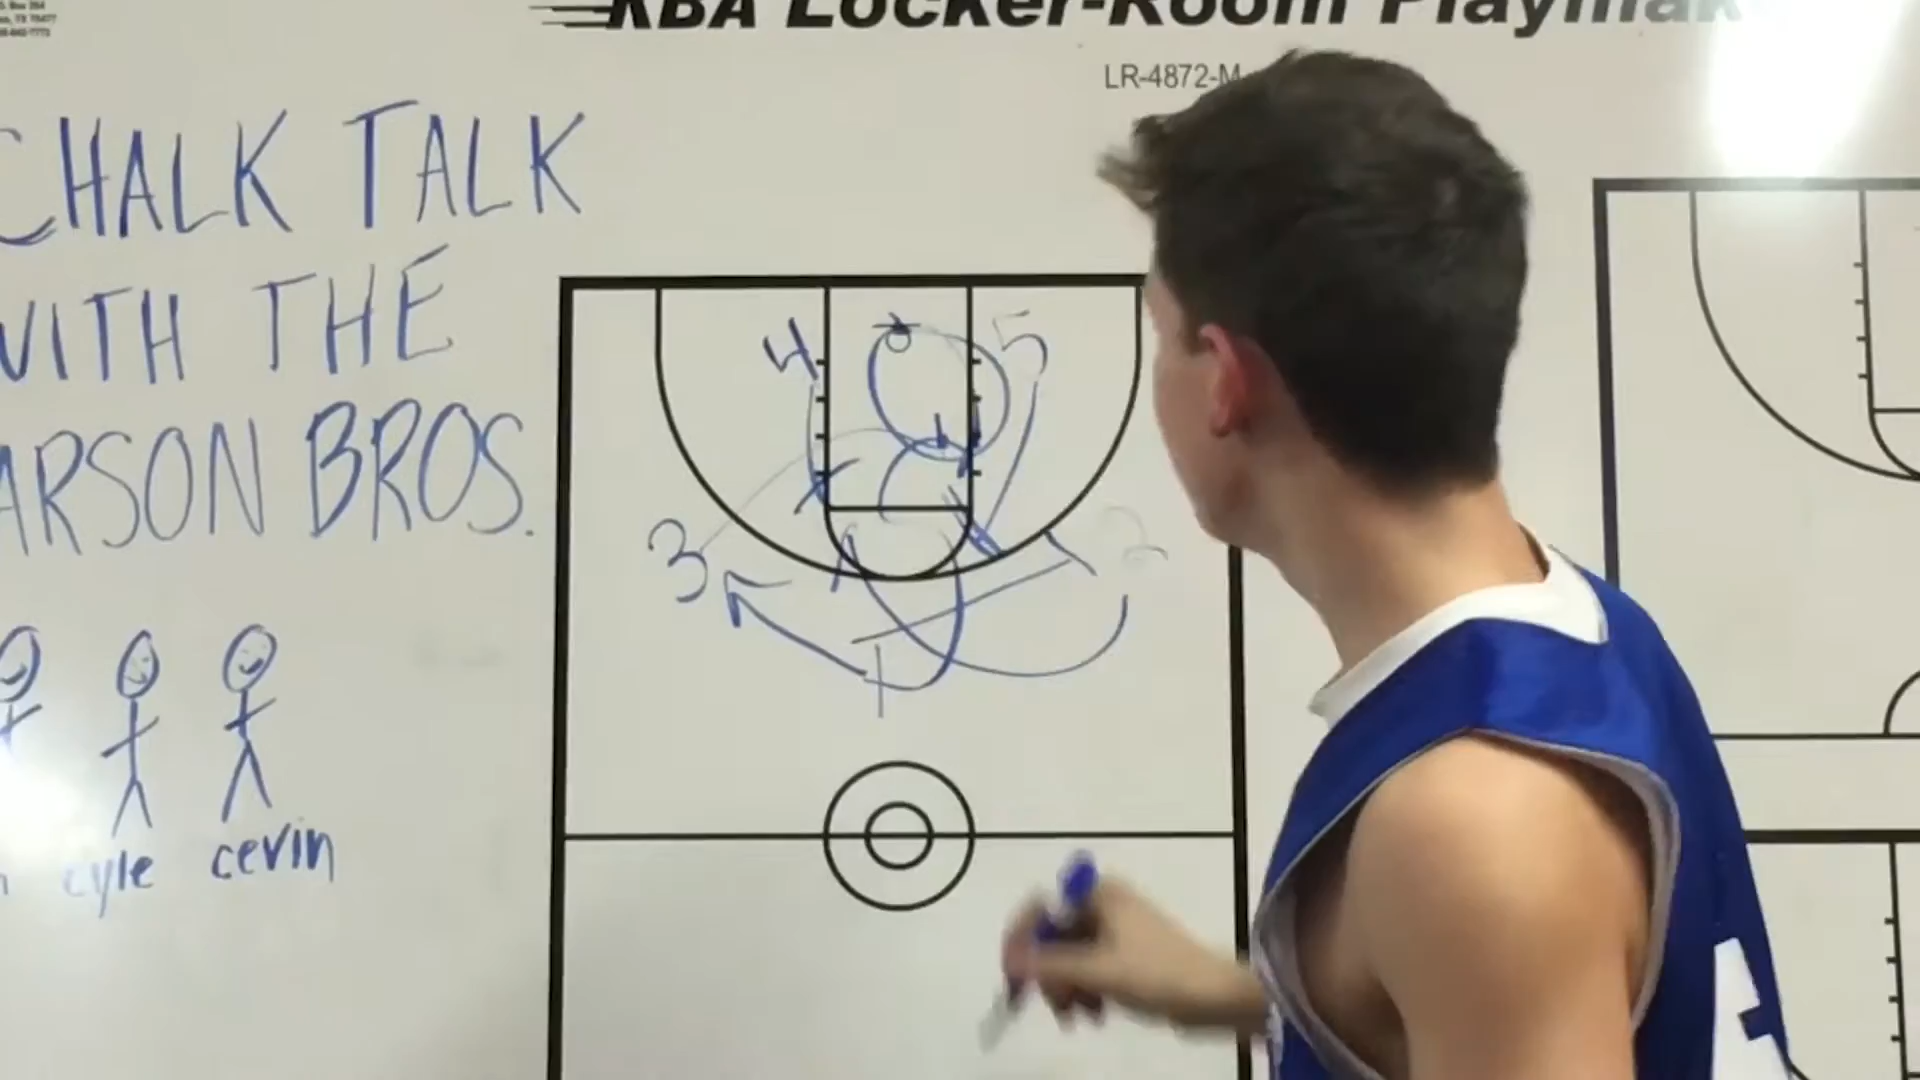 KBA Locker-Room Playmak
LR-4872-M
CHALK TALK
WITH THE
ARSON BROS.
4
5
3
2
1
cyle cevin